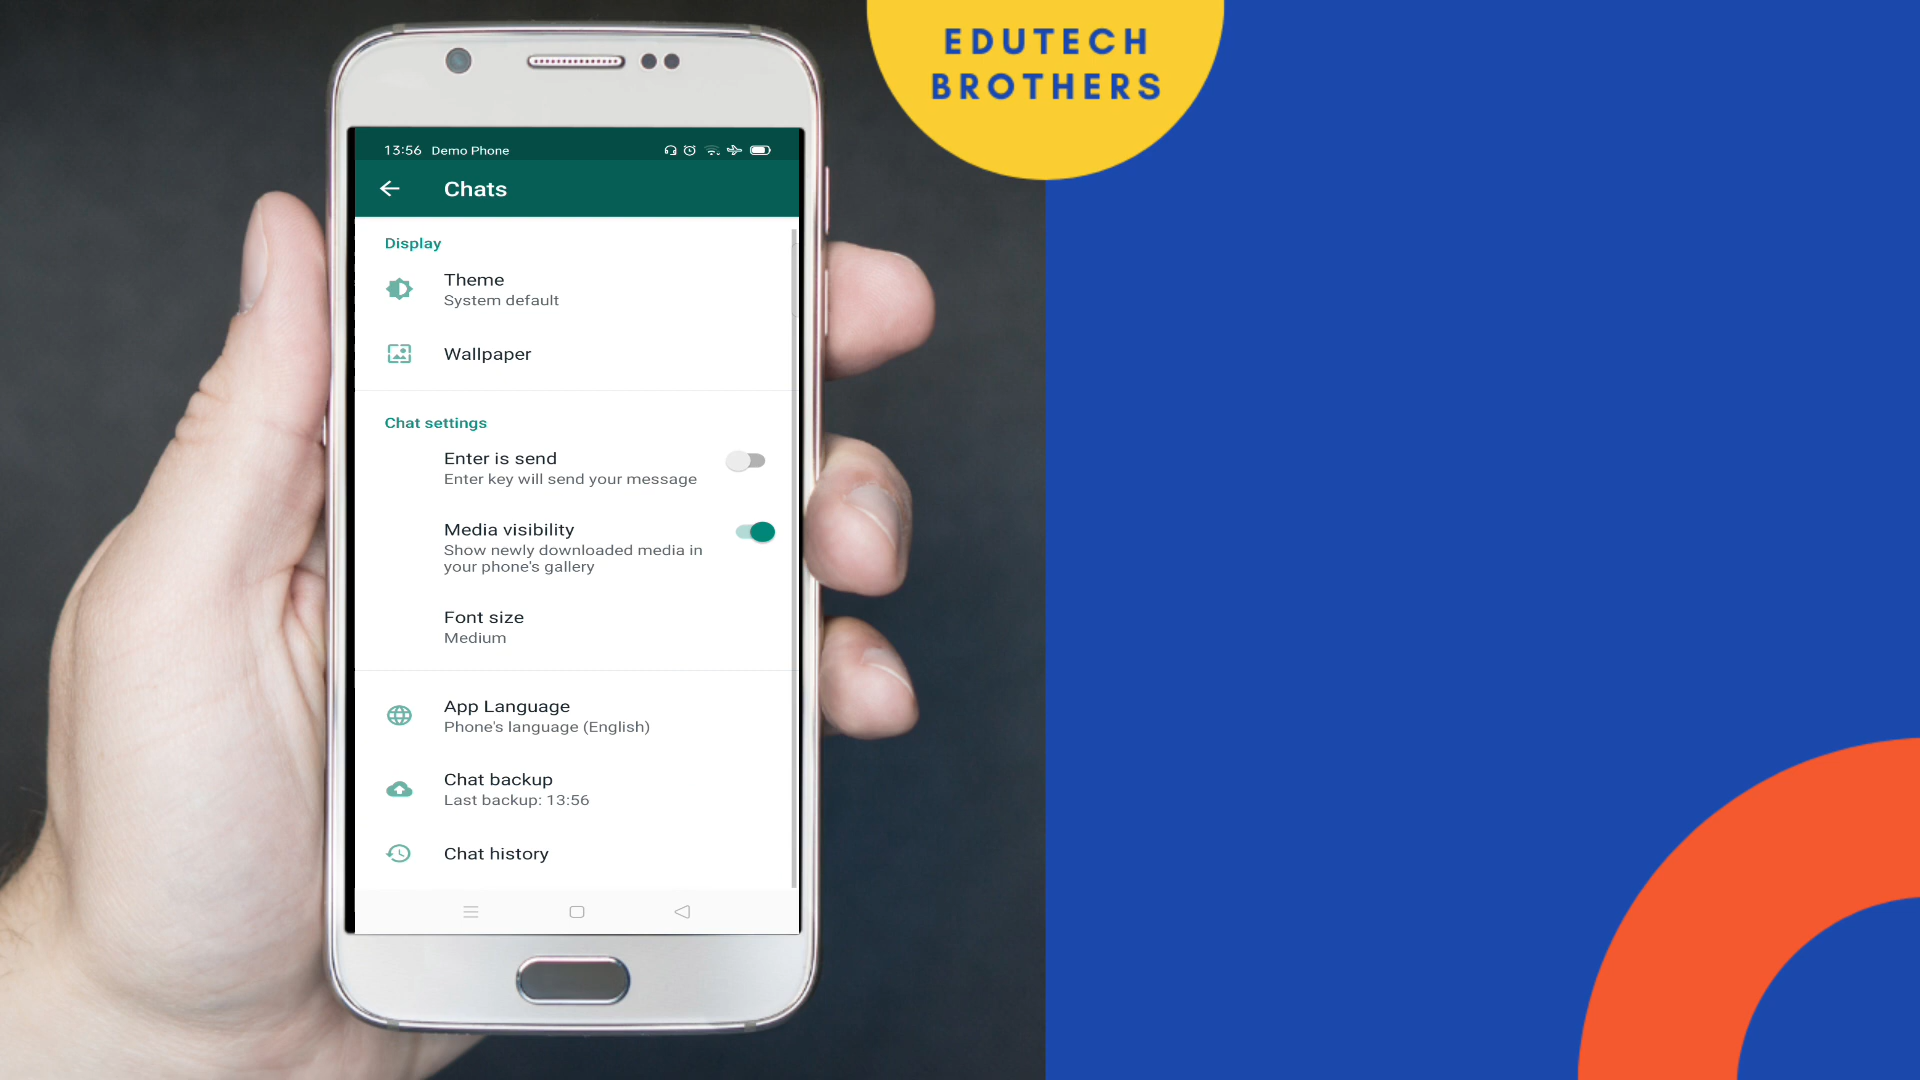 EDUTECH
BROTHERS
13:56 Demo Phone
Chats
Display
Theme
System default
Wallpaper
Chat settings
Enter is send
Enter key will send your message
Media visibility
Show newly downloaded media in
your phone's gallery
Font size
Medium
App Language
Phone's language (English)
Chat backup
Last backup: 13:56
Chat history